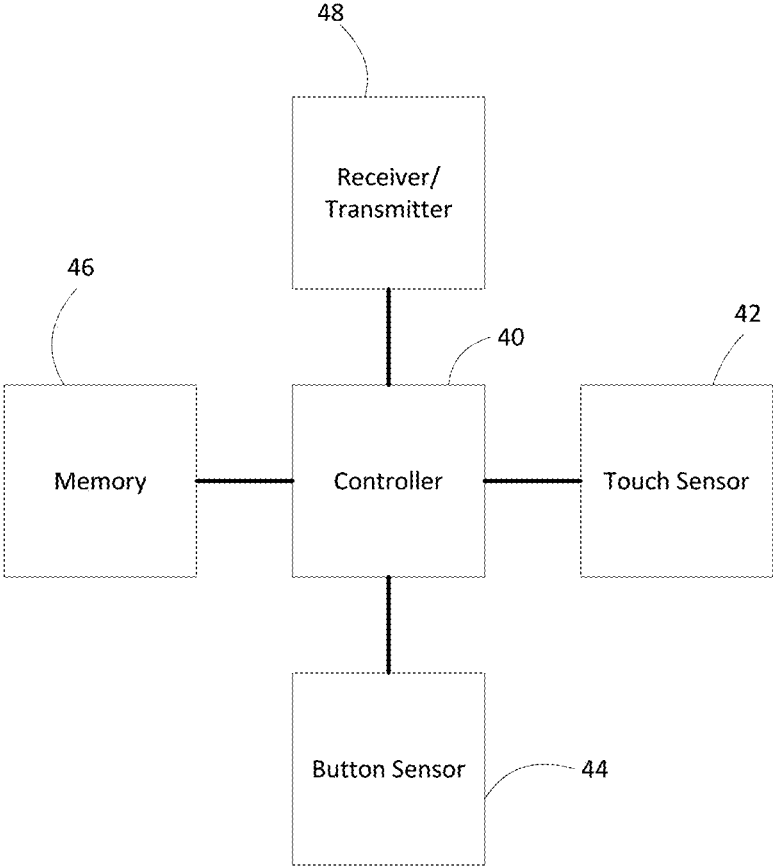 48
Receiver/
Transmitter
46
42
40
Memory
Controller
Touch Sensor
Button Sensor
44